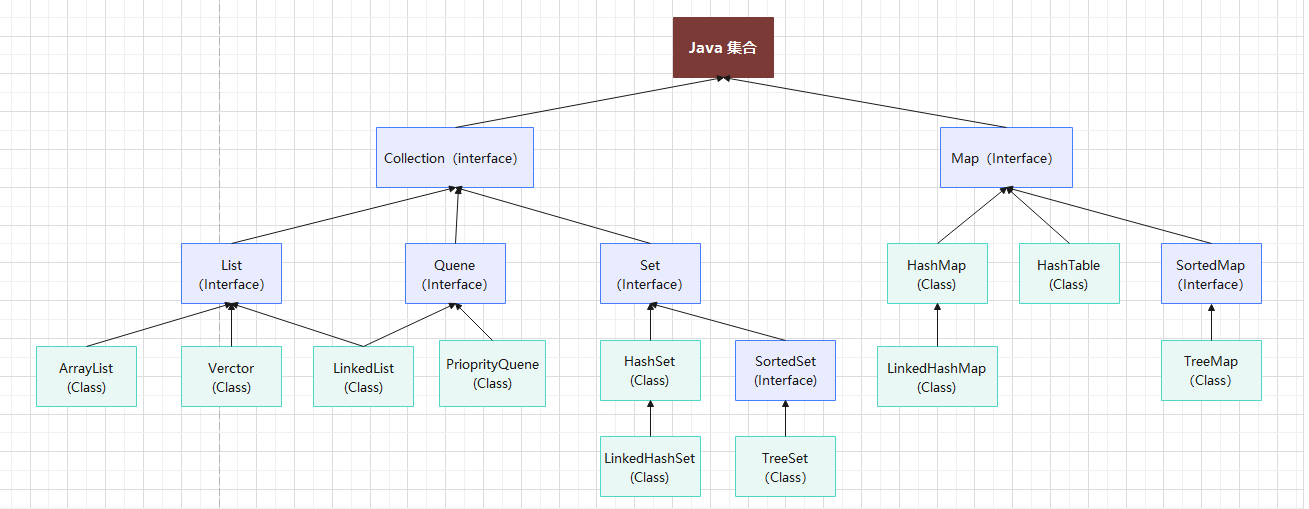 Java 集合
Collection（interface）
Map（Interface）
List
（Interface）
Quene
（Interface）
Set
（Interface）
HashMap
(Class)
HashTable
(Class)
SortedMap
（Interface）
ArrayList
(Class)
Verctor
(Class)
LinkedList
(Class)
PrioprityQuene
(Class)
HashSet
(Class)
SortedSet
(Interface)
LinkedHashMap
(Class)
TreeMap
（Class）
LinkedHashSet
(Class)
TreeSet
（Class）